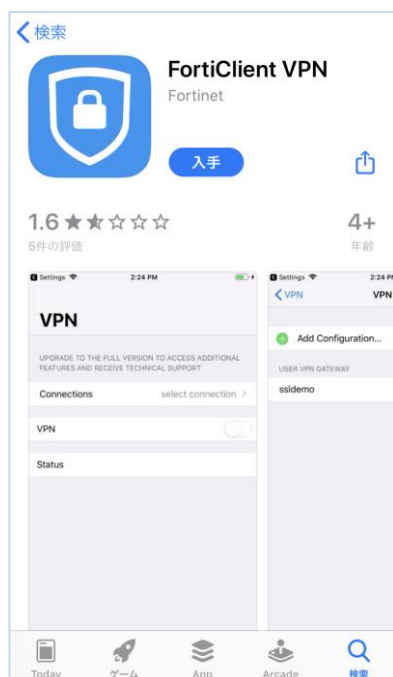 検索
FortiClient VPN
Fortinet
入手
1.6
4+
5件の評価
年齢
Settings
2:24 PM
VPN
UPGRADE TO THE FULL VERSION TO ACCESS ADDITIONAL
FEATURES AND RECEIVE TECHNICAL SUPPORT
Connections
select connection
VPN
Status
Settings
2:24 PM
VPN
VPN
Add Configuration...
USER VPN GATEWAY
ssldemo
Today
ゲーム
App
Arcade
検索